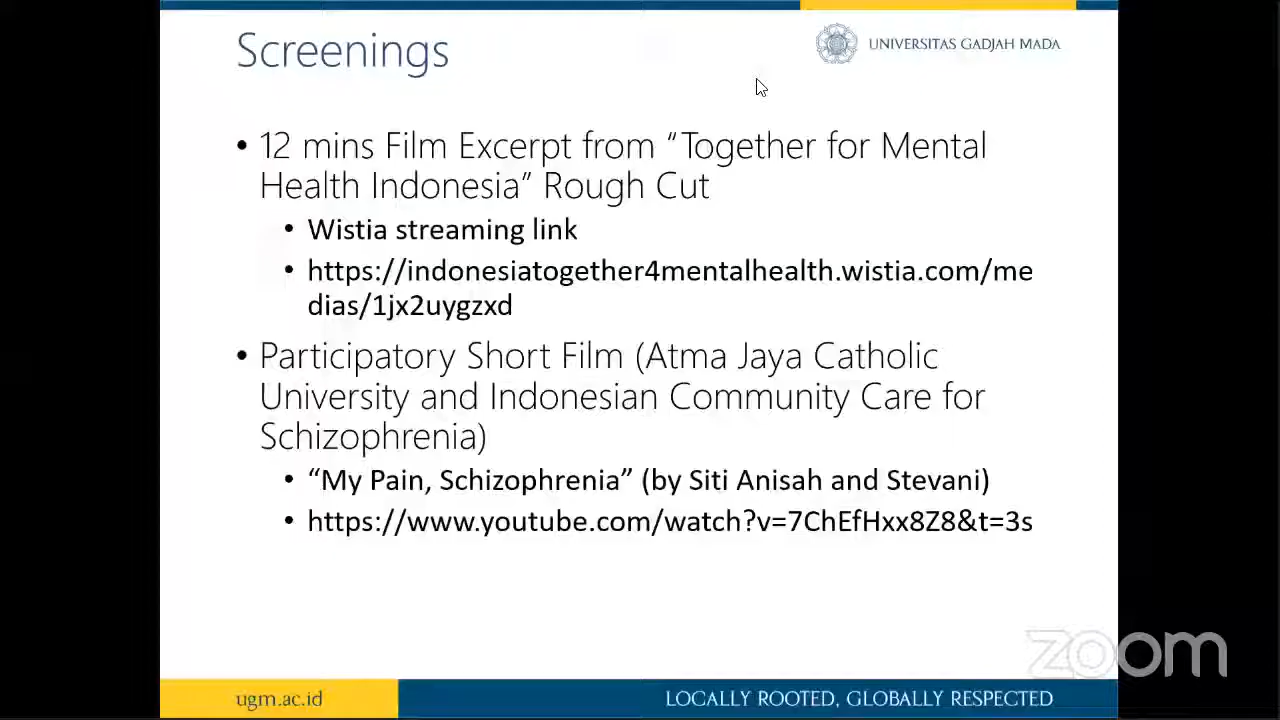 Screenings
UNIVERSITAS GADJAH MADA
• 12 mins Film Excerpt from “Together for Mental
Health Indonesia” Rough Cut
• Wistia streaming link
• https://indonesiatogether4mentalhealth.wistia.com/me
dias/1jx2uygzxd
• Participatory Short Film (Atma Jaya Catholic
University and Indonesian Community Care for
Schizophrenia)
• “My Pain, Schizophrenia” (by Siti Anisah and Stevani)
• https://www.youtube.com/watch?v=7ChEfHxx8Z8&t=3s
zoom
ugm.ac.id
LOCALLY ROOTED, GLOBALLY RESPECTED